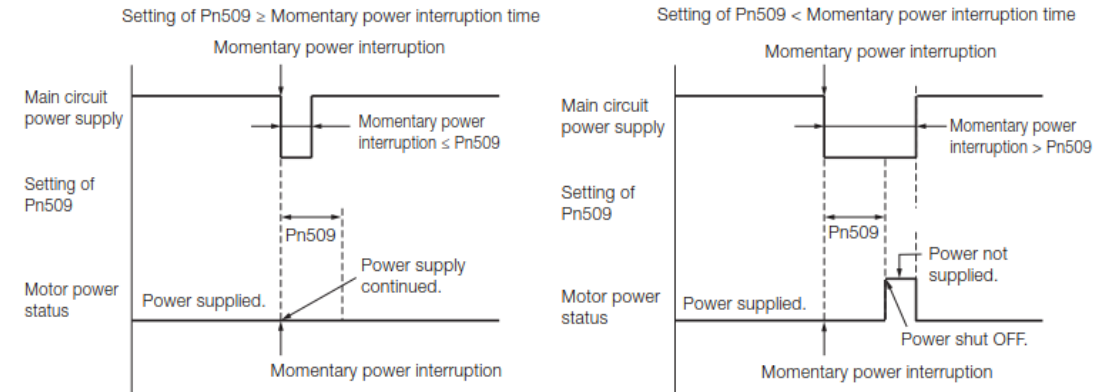 Setting of Pn509 ≥ Momentary power interruption time
Momentary power interruption
Main circuit
power supply
Momentary power
interruption ≤ Pn509
Setting of
Pn509
Pn509
Power supply
continued.
Motor power
status
Power supplied.
Momentary power interruption
Setting of Pn509 < Momentary power interruption time
Momentary power interruption
Main circuit
power supply
Momentary power
interruption > Pn509
Setting of
Pn509
Pn509
Power not
supplied.
Motor power
status
Power supplied.
Power shut OFF.
Momentary power interruption